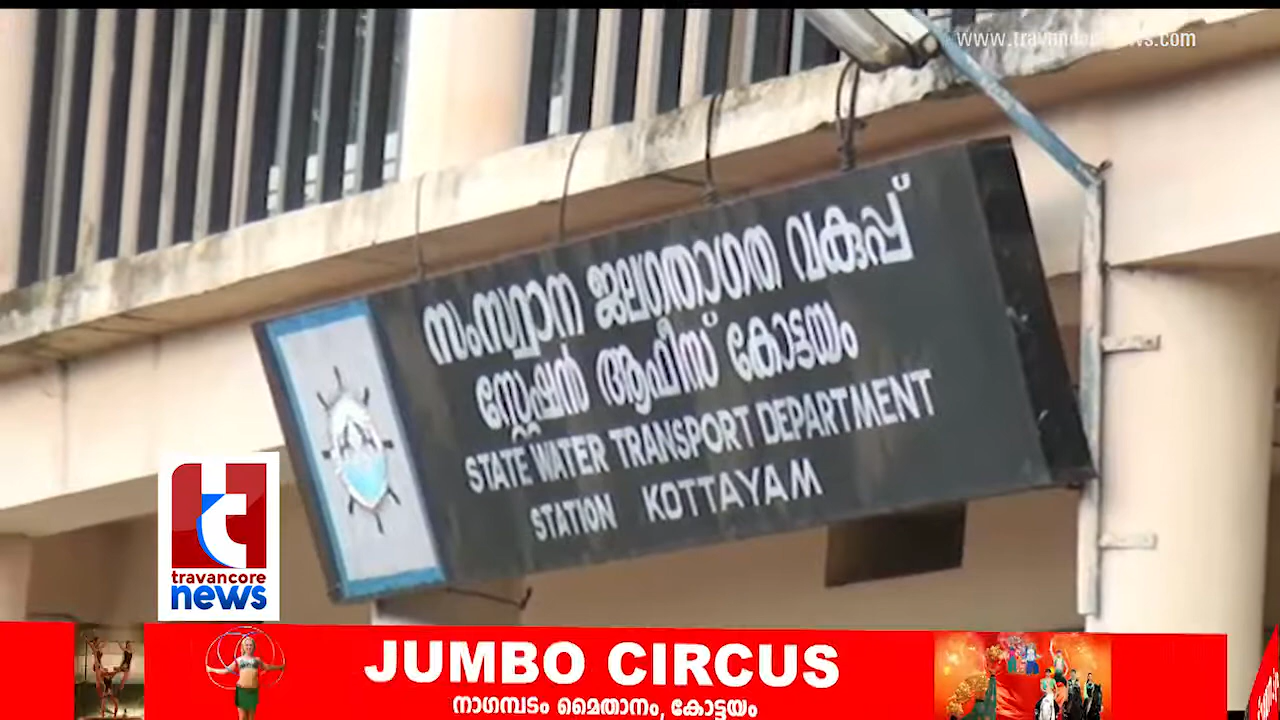 www.travancorenews.com
സംസ്ഥാന ജലഗതാഗത വകുപ്പ്
സ്റ്റേഷൻ ആഫീസ് കോട്ടയം
STATE WATER TRANSPORT DEPARTMENT
STATION KOTTAYAM
t
travancore
news
JUMBO CIRCUS
നാഗമ്പടം മൈതാനം, കോട്ടയം